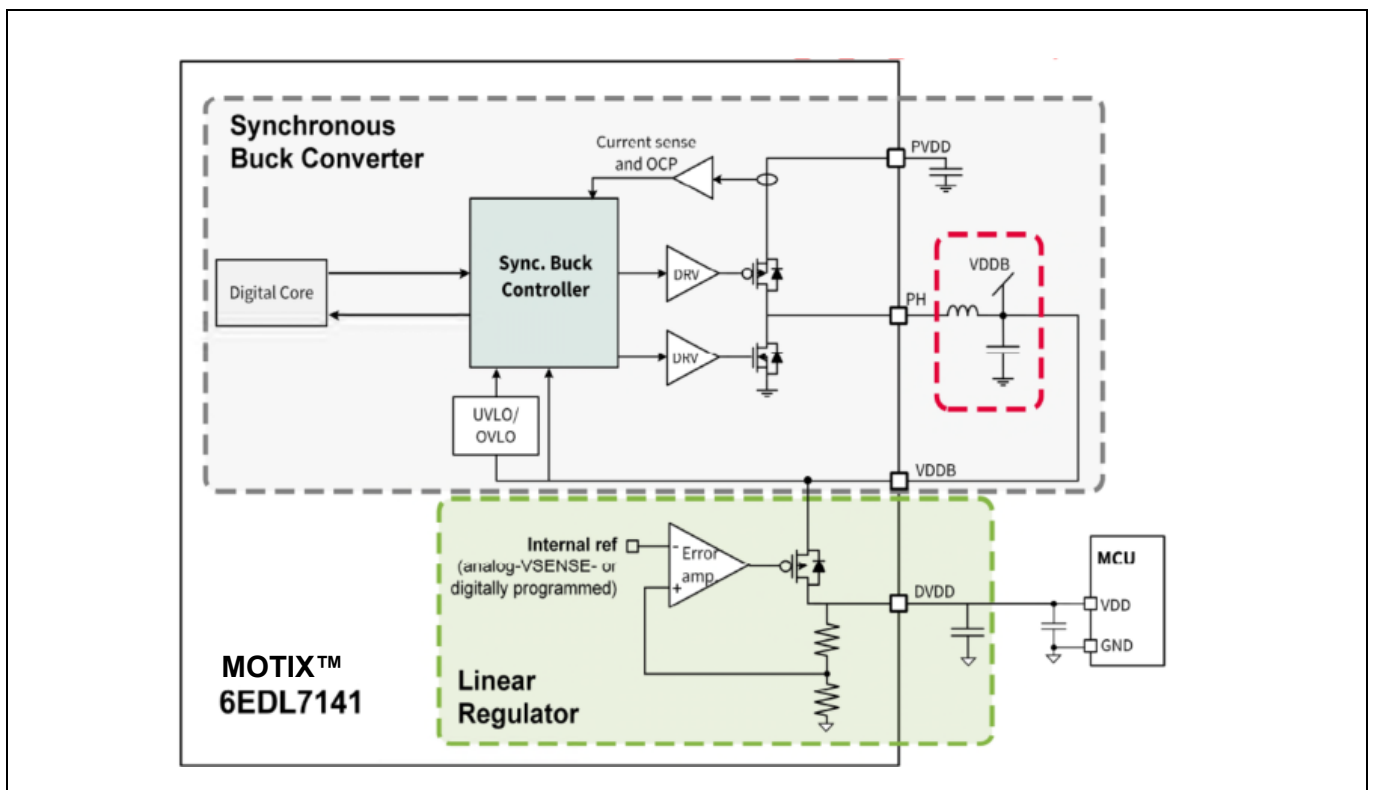 Synchronous
Buck Converter
Current sense
and OCP
PVDD
Digital Core
Sync. Buck
Controller
DRV
DRV
PH
VDDB
UVLO/
OVLO
VDDB
Internal ref
(analog-VSENSE- or
digitally programmed)
-
Error
amp.
+
DVDD
MCU
VDD
GND
MOTIX™
6EDL7141
Linear
Regulator